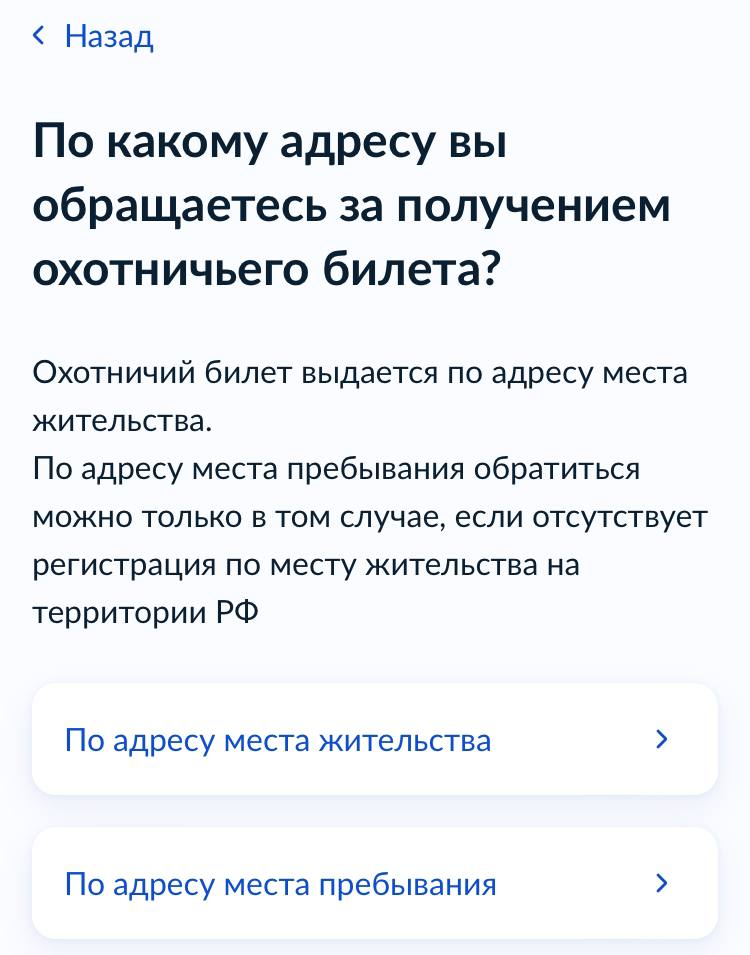 Назад
По какому адресу вы
обращаетесь за получением
охотничьего билета?
Охотничий билет выдается по адресу места
жительства.
По адресу места пребывания обратиться
можно только в том случае, если отсутствует
регистрация по месту жительства на
территории РФ
По адресу места жительства
По адресу места пребывания